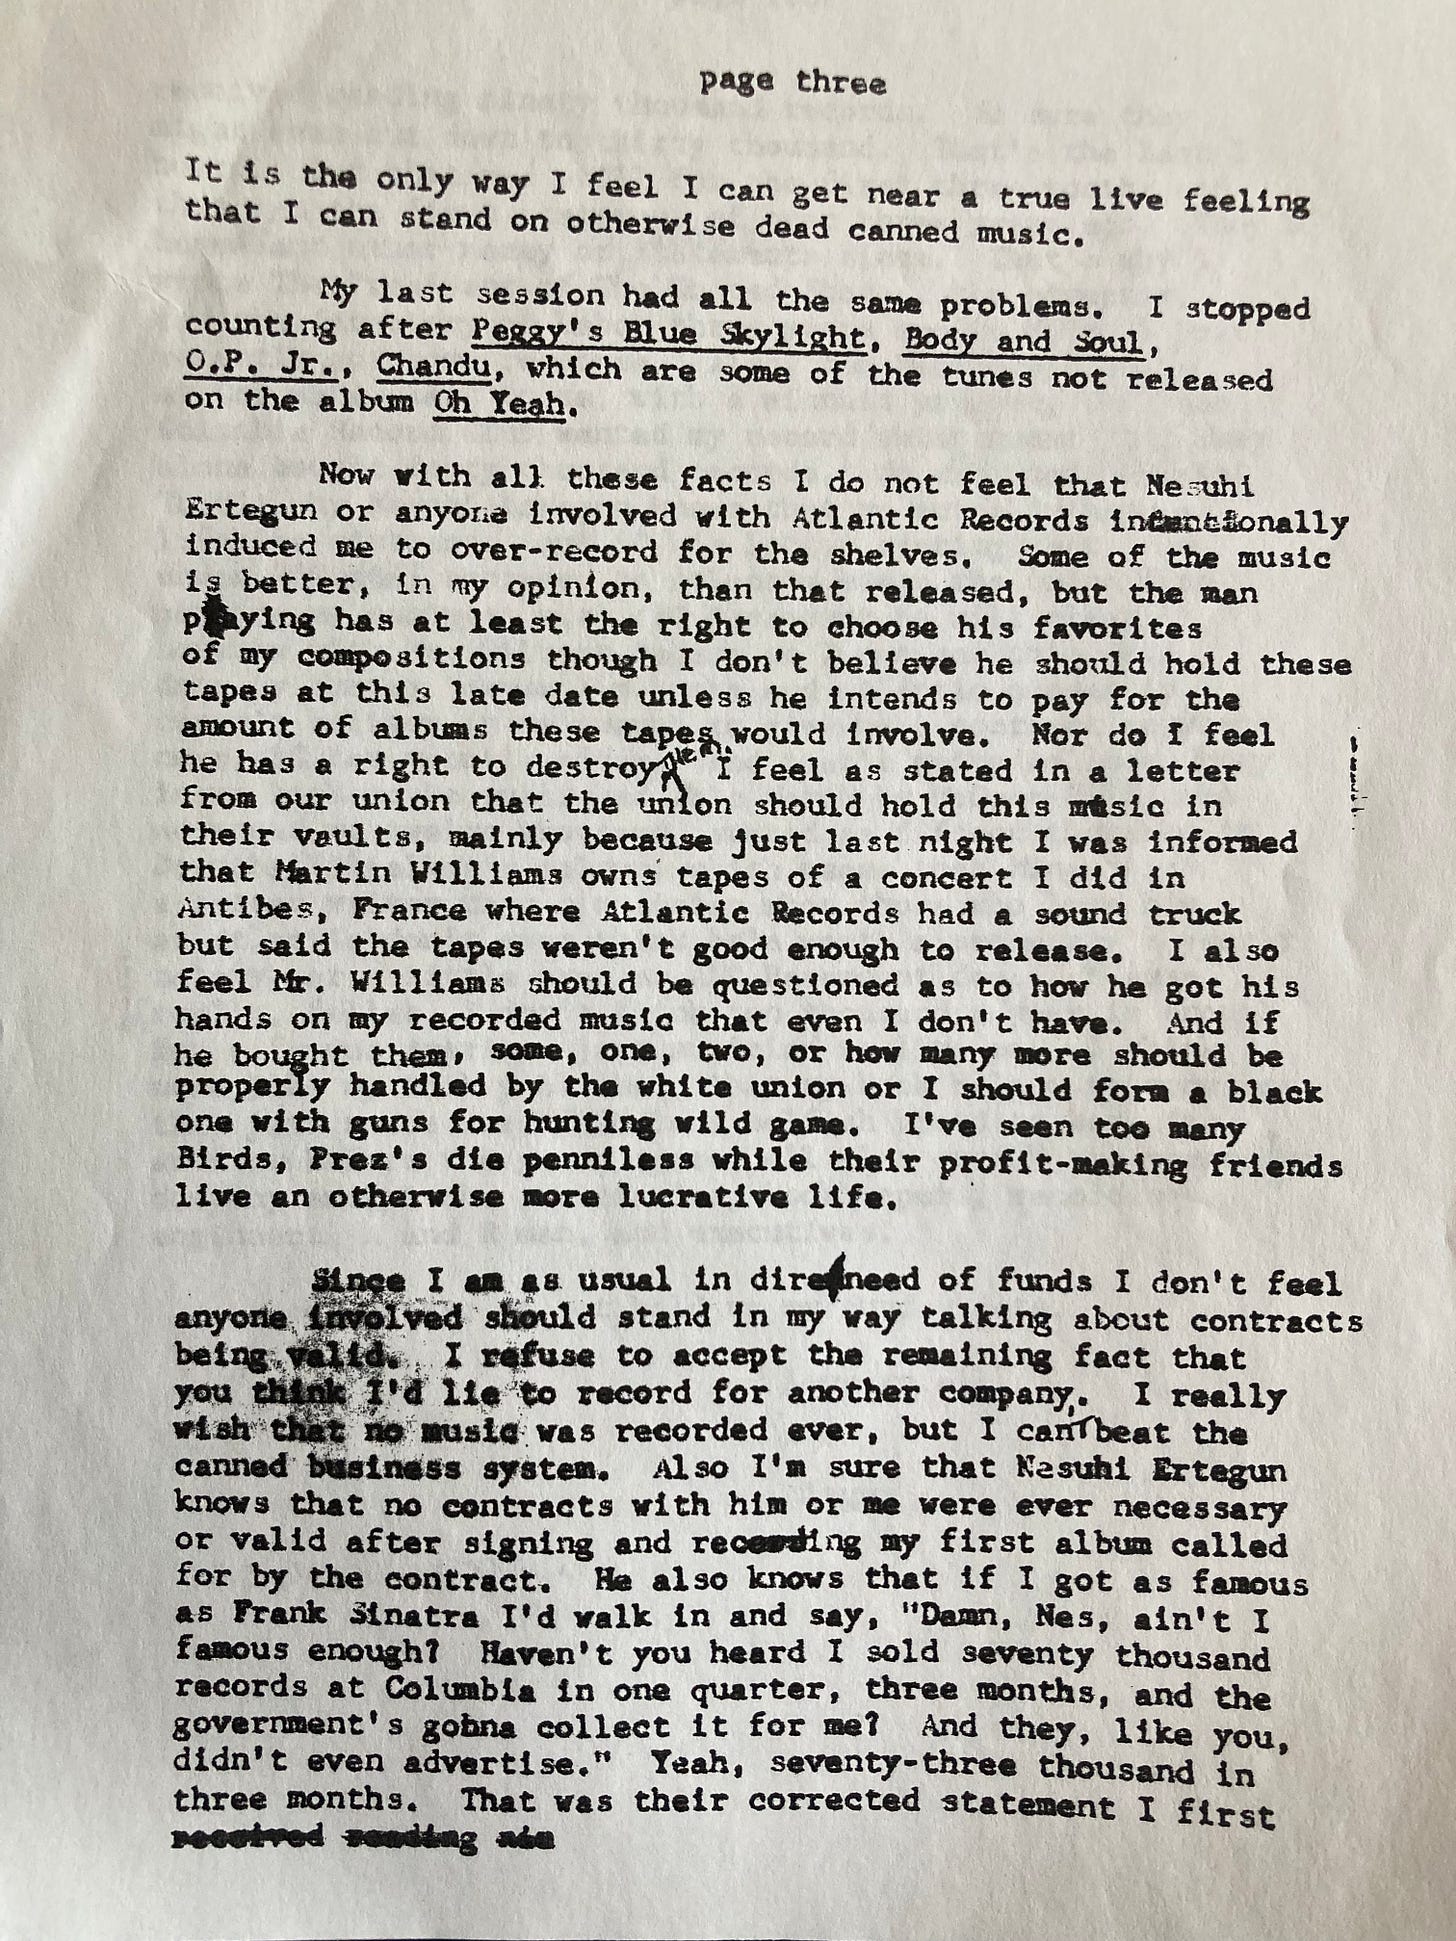 page three
It is the only way I feel I can get near a true live feeling
that I can stand on otherwise dead canned music.
My last session had all the same problems. I stopped
counting after Peggy's Blue Skylight, Body and Soul,
O.P. Jr., Chandu, which are some of the tunes not released
on the album Oh Yeah.
Now with all these facts I do not feel that Nesuhi
Ertegun or anyone involved with Atlantic Records intentionally
induced me to over-record for the shelves. Some of the music
is better, in my opinion, than that released, but the man
playing has at least the right to choose his favorites
of my compositions though I don't believe he should hold these
tapes at this late date unless he intends to pay for the
amount of albums these tapes would involve. Nor do I feel
he has a right to destroy them. I feel as stated in a letter
from our union that the union should hold this music in
their vaults, mainly because just last night I was informed
that Martin Williams owns tapes of a concert I did in
Antibes, France where Atlantic Records had a sound truck
but said the tapes weren't good enough to release. I also
feel Mr. Williams should be questioned as to how he got his
hands on my recorded music that even I don't have. And if
he bought them, some, one, two, or how many more should be
properly handled by the white union or I should form a black
one with guns for hunting wild game. I've seen too many
Birds, Prez's die penniless while their profit-making friends
live an otherwise more lucrative life.
Since I am as usual in dire need of funds I don't feel
anyone involved should stand in my way talking about contracts
being valid. I refuse to accept the remaining fact that
you think I'd lie to record for another company. I really
wish that no music was recorded ever, but I can't beat the
canned business system. Also I'm sure that Nesuhi Ertegun
knows that no contracts with him or me were ever necessary
or valid after signing and recording my first album called
for by the contract. He also knows that if I got as famous
as Frank Sinatra I'd walk in and say, "Damn, Nes, ain't I
famous enough? Haven't you heard I sold seventy thousand
records at Columbia in one quarter, three months, and the
government's gonna collect it for me? And they, like you,
didn't even advertise." Yeah, seventy-three thousand in
three months. That was their corrected statement I first
received reading